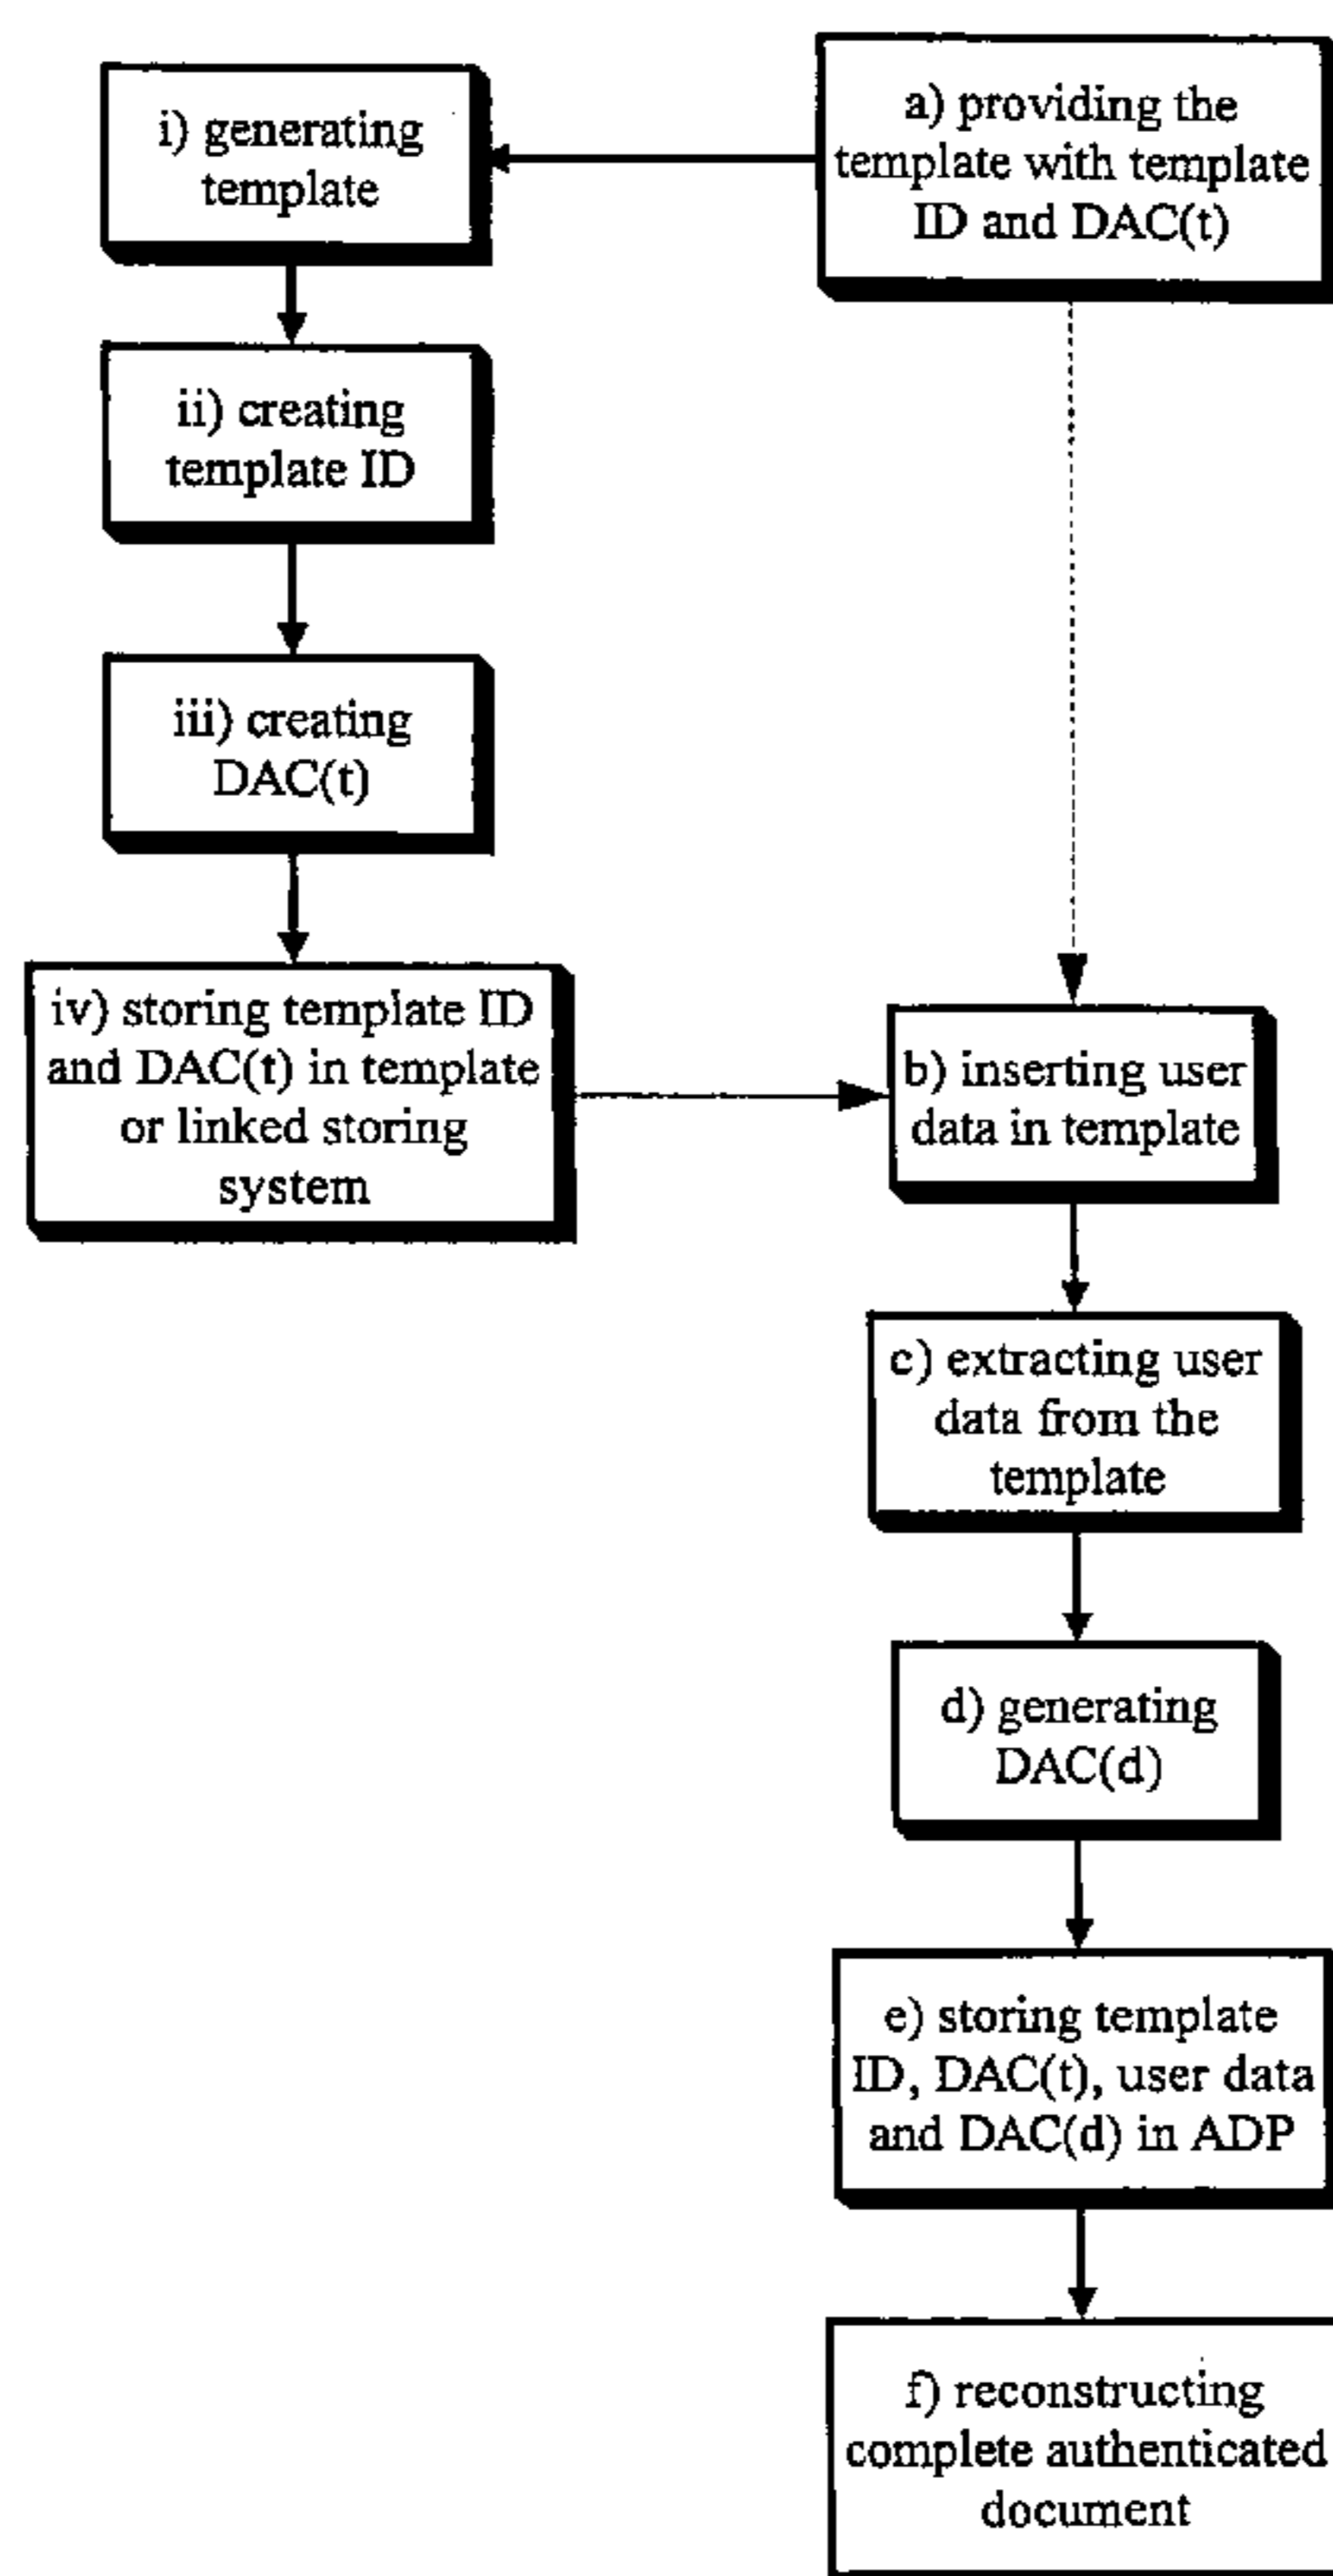 i) generating
template
a) providing the
template with template
ID and DAC(t)
ii) creating
template ID
iii) creating
DAC(t)
iv) storing template ID
and DAC(t) in template
or linked storing
system
b) inserting user
data in template
c) extracting user
data from the
template
d) generating
DAC(d)
e) storing template
ID, DAC(t), user data
and DAC(d) in ADP
f) reconstructing
complete authenticated
document